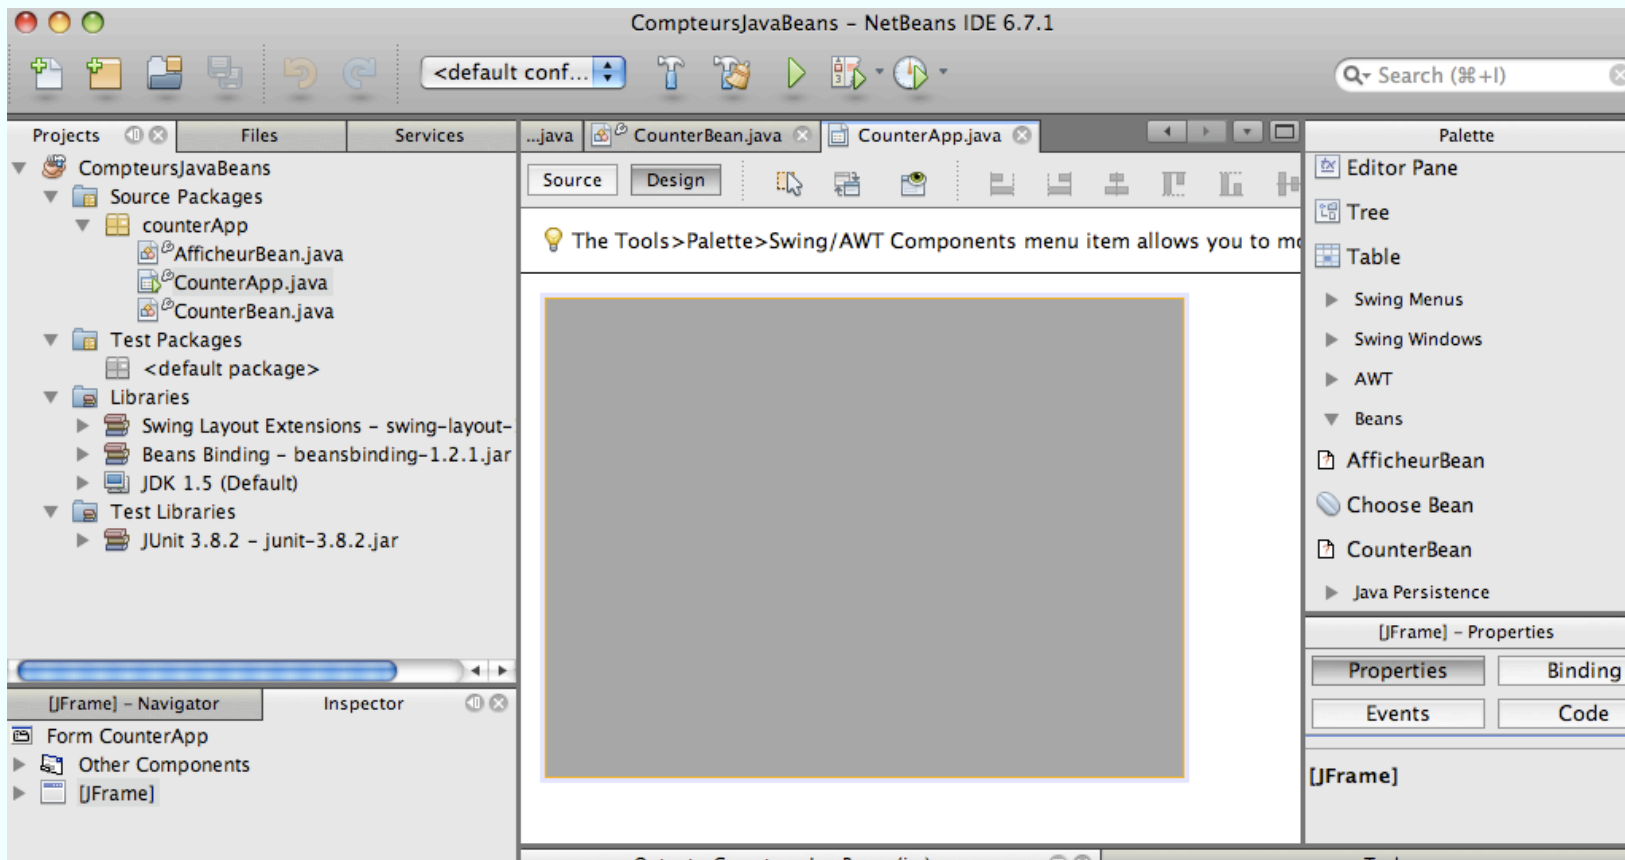 CompteursJavaBeans – NetBeans IDE 6.7.1
<default conf...
Search (⌘+I)
Projects
Files
Services
CompteursJavaBeans
Source Packages
counterApp
AfficheurBean.java
CounterApp.java
CounterBean.java
Test Packages
<default package>
Libraries
Swing Layout Extensions – swing-layout-
Beans Binding – beansbinding-1.2.1.jar
JDK 1.5 (Default)
Test Libraries
JUnit 3.8.2 – junit-3.8.2.jar
[JFrame] – Navigator
Inspector
Form CounterApp
Other Components
[JFrame]
...java
CounterBean.java
CounterApp.java
Source
Design
The Tools>Palette>Swing/AWT Components menu item allows you to
Palette
Editor Pane
Tree
Table
Swing Menus
Swing Windows
AWT
Beans
AfficheurBean
Choose Bean
CounterBean
Java Persistence
[JFrame] – Properties
Properties
Binding
Events
Code
[JFrame]